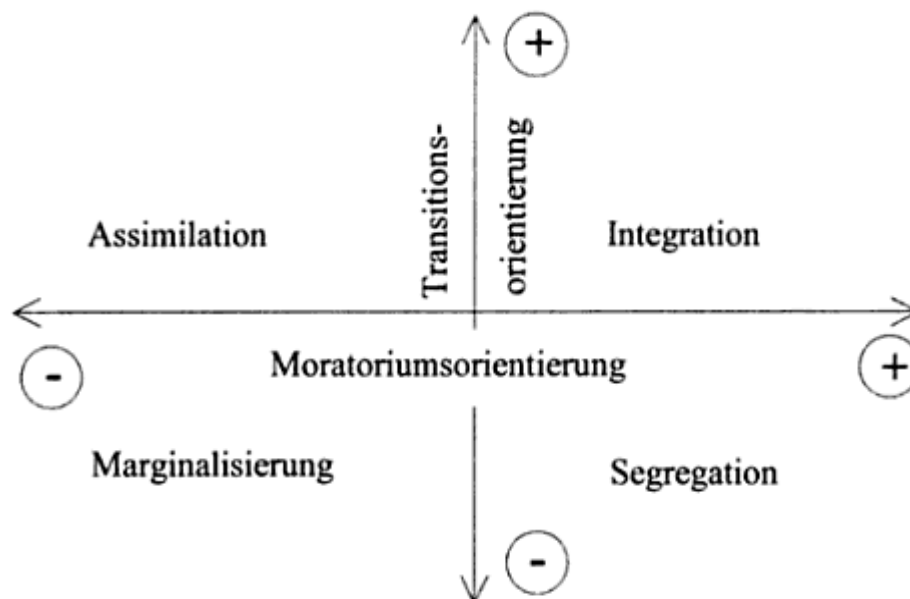 +
Transitions-
orientierung
Assimilation
Integration
-
Moratoriumsorientierung
+
Marginalisierung
Segregation
-